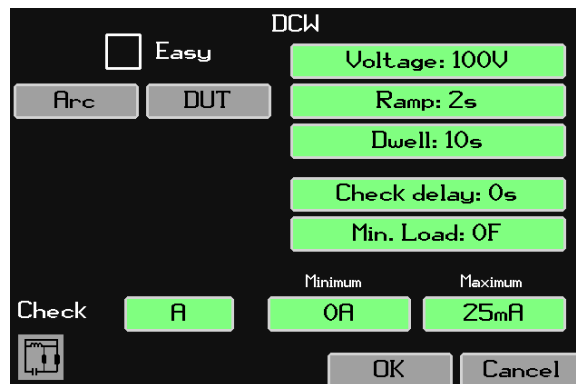 DCW
Easy
Voltage: 100V
Arc DUT Ramp: 2s
Dwell: 10s
Check delay: 0s
Min. Load: 0F
Minimum Maximum
Check A 0A 25mA
OK Cancel